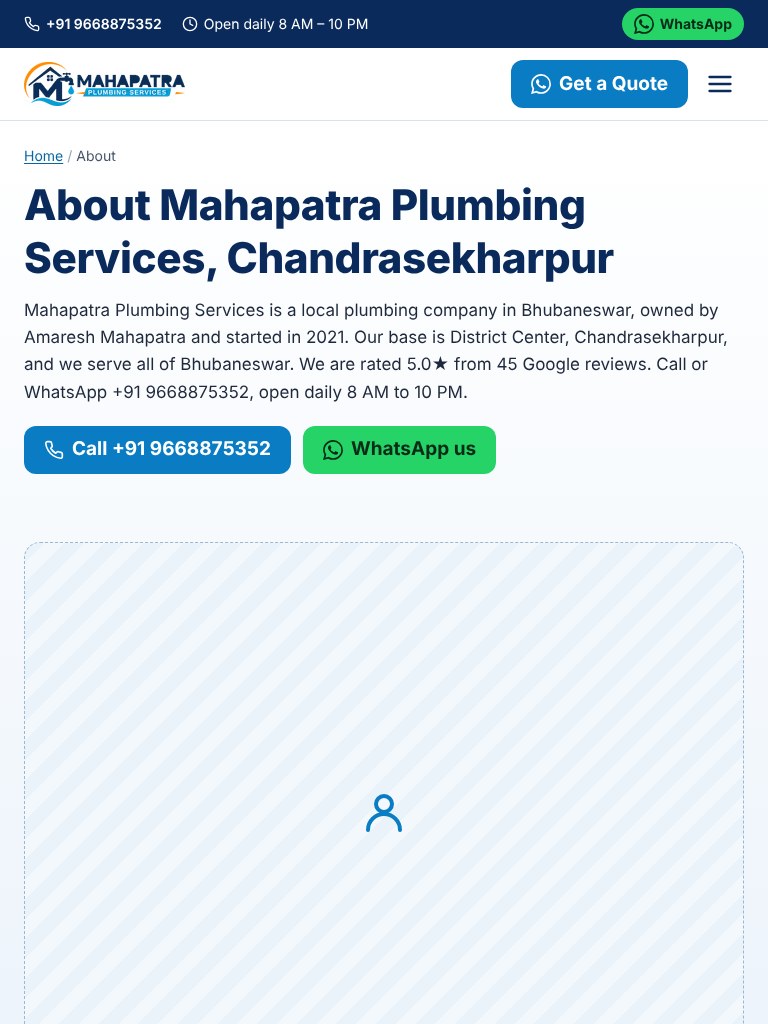 +91 9668875352 Open daily 8 AM – 10 PM WhatsApp
MAHAPATRA
PLUMBING SERVICES
Get a Quote
Home / About
About Mahapatra Plumbing
Services, Chandrasekharpur
Mahapatra Plumbing Services is a local plumbing company in Bhubaneswar, owned by
Amaresh Mahapatra and started in 2021. Our base is District Center, Chandrasekharpur,
and we serve all of Bhubaneswar. We are rated 5.0★ from 45 Google reviews. Call or
WhatsApp +91 9668875352, open daily 8 AM to 10 PM.
Call +91 9668875352 WhatsApp us